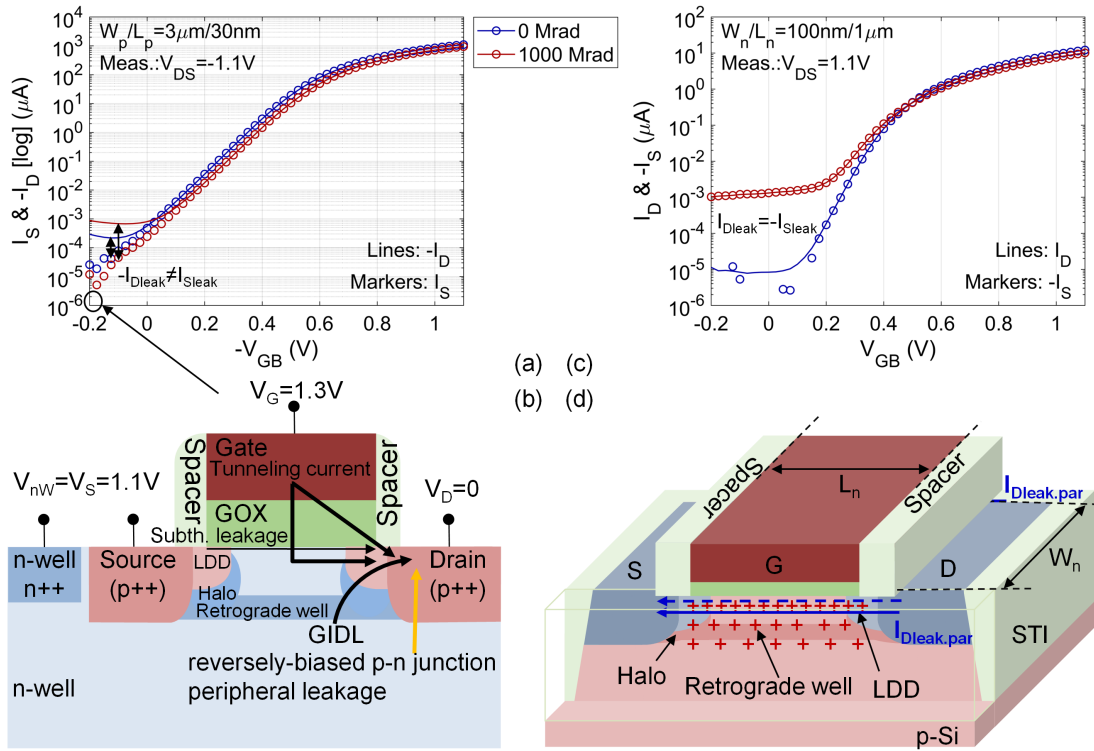 W_p/L_p=3μm/30nm
Meas.:V_DS=-1.1V
I_S & -I_D [log] (μA)
10^3
10^2
10^1
10^0
10^-1
10^-2
10^-3
10^-4
10^-5
10^-6
-I_Dleak≠I_Sleak
Lines: -I_D
Markers: I_S
-0.2 0 0.2 0.4 0.6 0.8 1
-V_GB (V)
0 Mrad
1000 Mrad
W_n/L_n=100nm/1μm
Meas.:V_DS=1.1V
I_D & -I_S (μA)
10^2
10^1
10^0
10^-1
10^-2
10^-3
10^-4
10^-5
10^-6
I_Dleak=-I_Sleak
Lines: I_D
Markers: -I_S
-0.2 0 0.2 0.4 0.6 0.8 1
V_GB (V)
(a) (c)
(b) (d)
V_G=1.3V
Spacer
Gate
Tunneling current
Spacer
V_nW=V_S=1.1V
V_D=0
GOX
Subth. leakage
n-well
n++
Source
(p++)
LDD
Drain
(p++)
Halo
Retrograde well
GIDL
reversely-biased p-n junction
peripheral leakage
n-well
Spacer
L_n
Spacer
I_Dleak.par
W_n
S
G
D
I_Dleak.par
STI
Halo
Retrograde well
LDD
p-Si